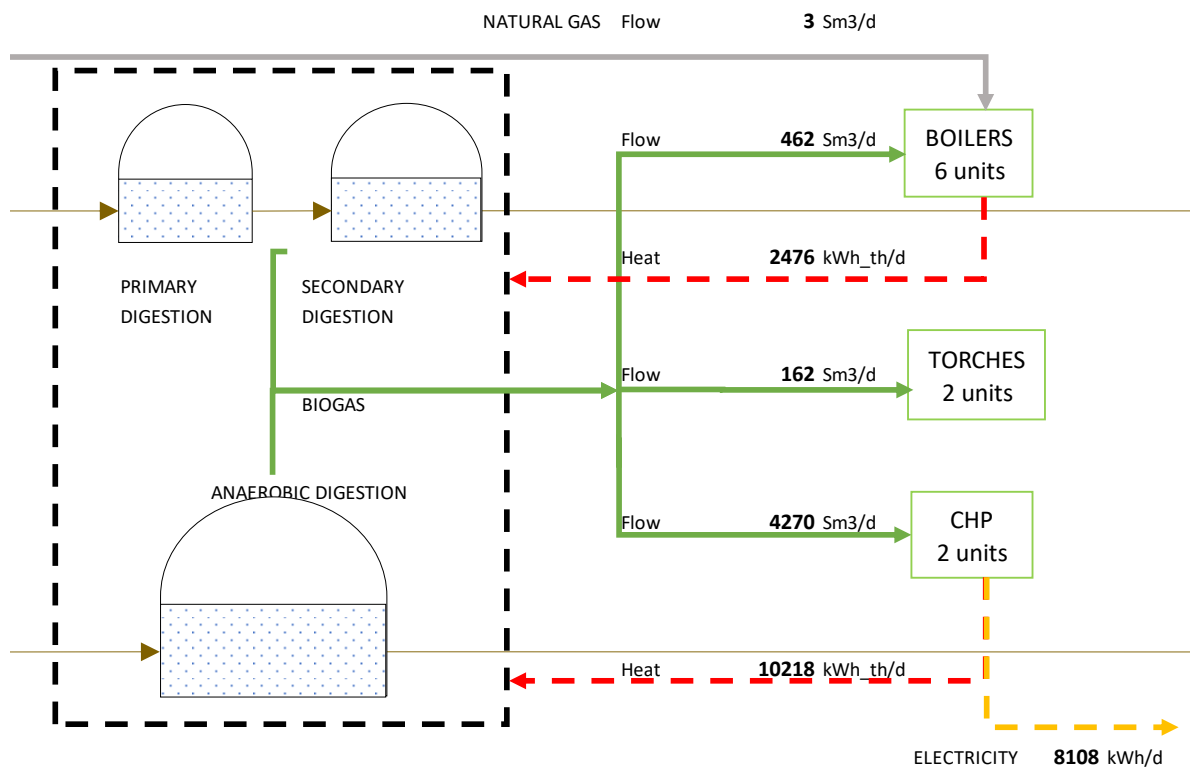 NATURAL GAS Flow 3 Sm3/d
BOILERS
6 units
Flow 462 Sm3/d
Heat 2476 kWh_th/d
PRIMARY
DIGESTION
SECONDARY
DIGESTION
TORCHES
2 units
Flow 162 Sm3/d
BIOGAS
ANAEROBIC DIGESTION
Flow 4270 Sm3/d
CHP
2 units
Heat 10218 kWh_th/d
ELECTRICITY 8108 kWh/d